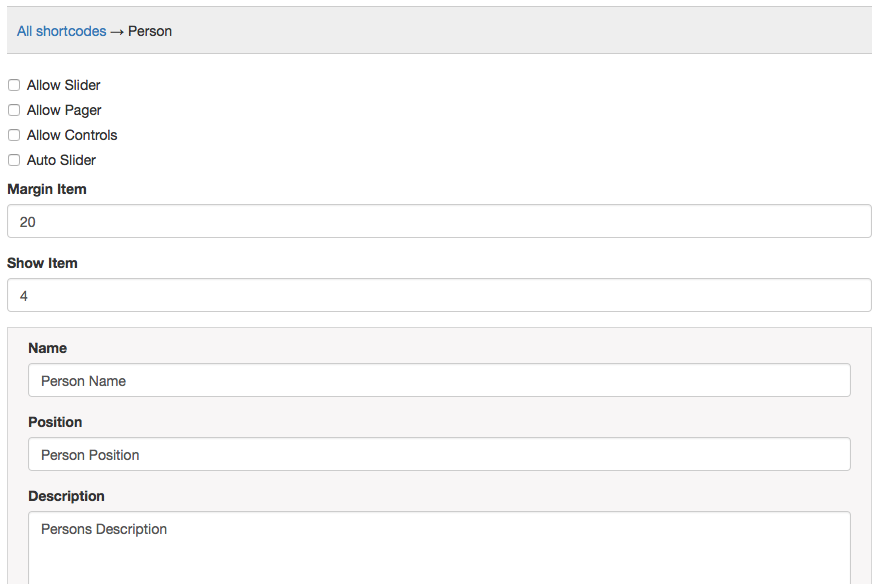 All shortcodes → Person
Allow Slider
Allow Pager
Allow Controls
Auto Slider
Margin Item
20
Show Item
4
Name
Person Name
Position
Person Position
Description
Persons Description